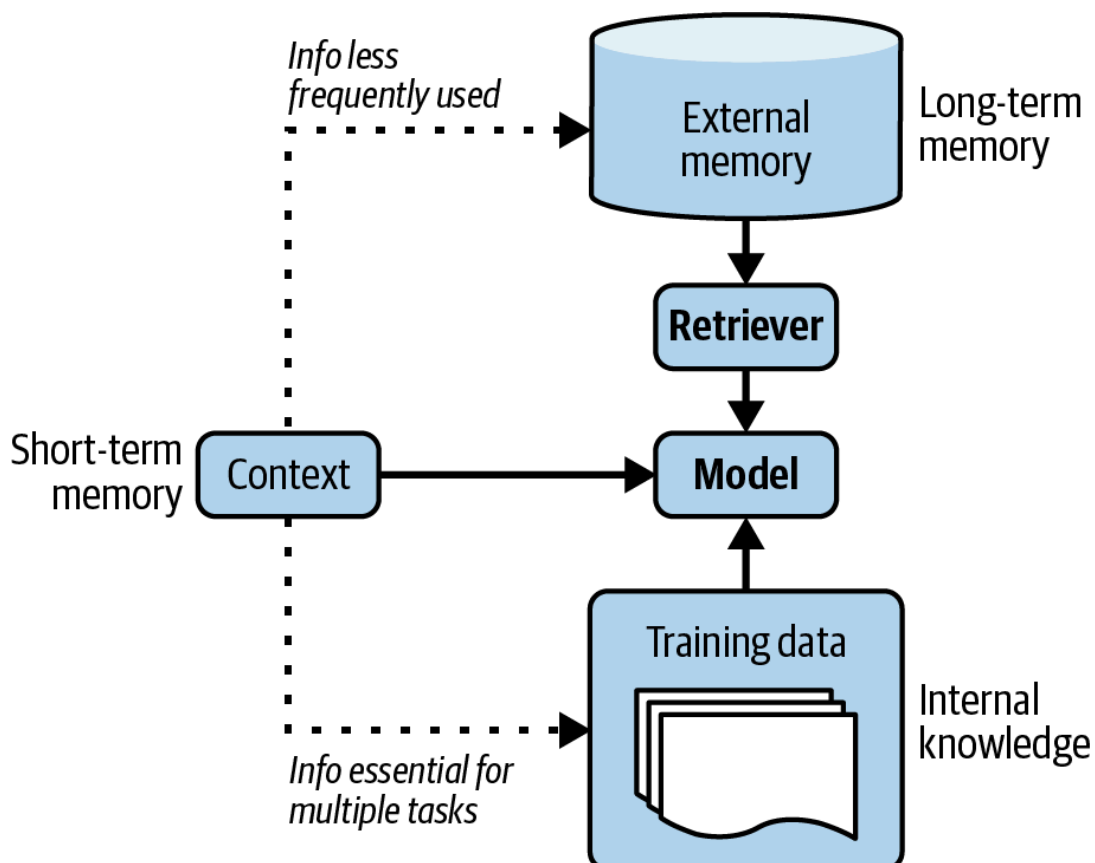 Info less
frequently used
External
memory
Long-term
memory
Retriever
Short-term
memory
Context
Model
Training data
Internal
knowledge
Info essential for
multiple tasks